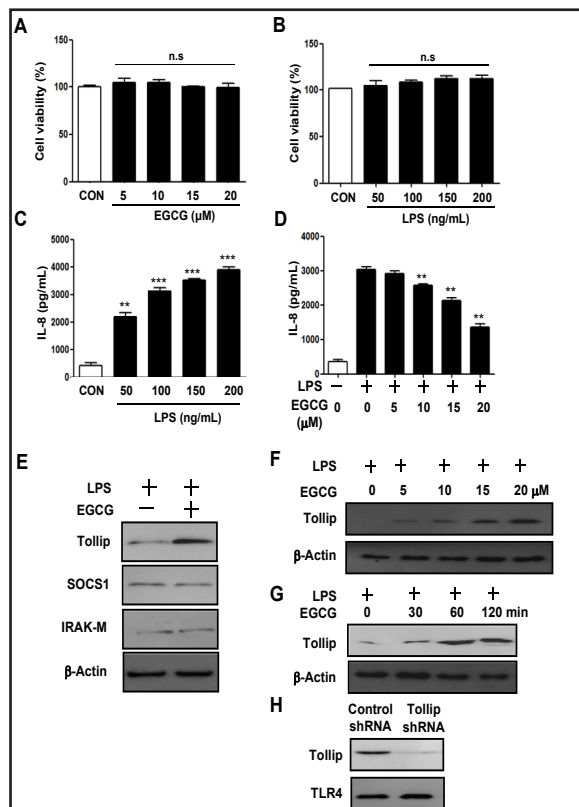 A
n.s
Cell viability (%)
150
100
50
0
CON 5 10 15 20
EGCG (µM)
B
n.s
Cell viability (%)
150
100
50
0
CON 50 100 150 200
LPS (ng/mL)
C
IL-8 (pg/mL)
6000
5000
4000
3000
2000
1000
0
** *** *** ***
CON 50 100 150 200
LPS (ng/mL)
D
IL-8 (pg/mL)
4000
3000
2000
1000
0
** ** **
LPS − + + + + +
EGCG 0 0 5 10 15 20
(µM)
E
LPS + +
EGCG − +
Tollip
SOCS1
IRAK-M
β-Actin
F
LPS + + + + +
EGCG 0 5 10 15 20 µM
Tollip
β-Actin
G
LPS + + + +
EGCG 0 30 60 120 min
Tollip
β-Actin
H
Control Tollip
shRNA shRNA
Tollip
TLR4